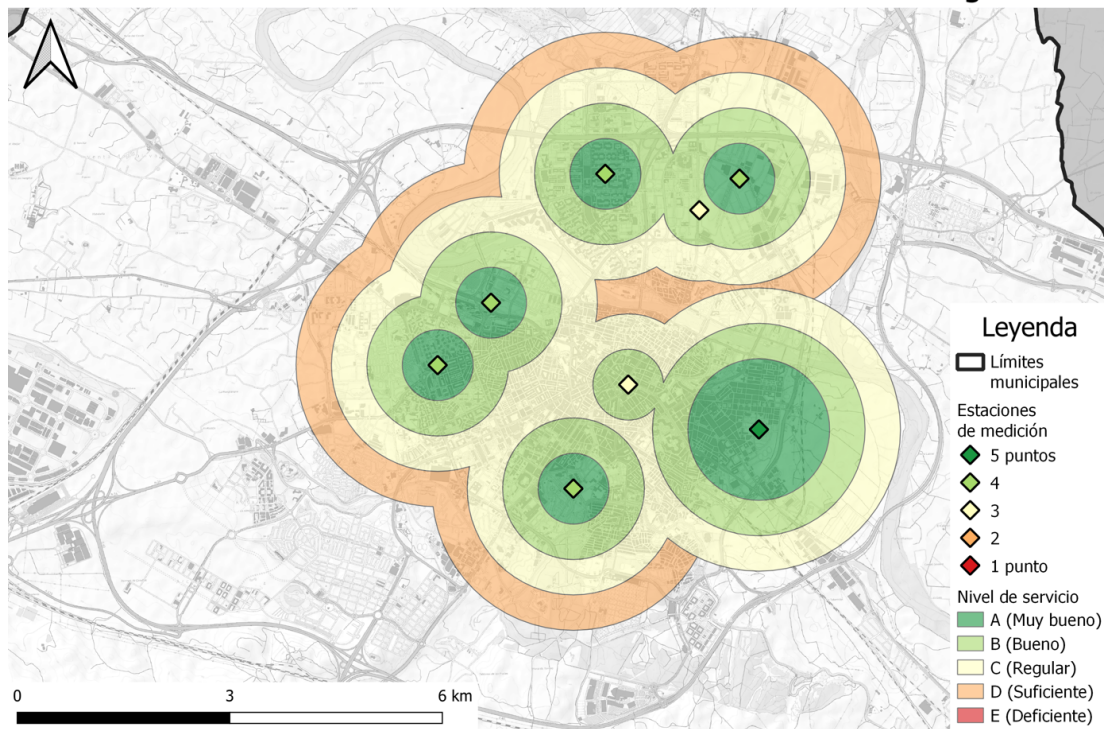 Leyenda
Límites
municipales
Estaciones
de medición
5 puntos
4
3
2
1 punto
Nivel de servicio
A (Muy bueno)
B (Bueno)
C (Regular)
D (Suficiente)
E (Deficiente)
0 3 6 km